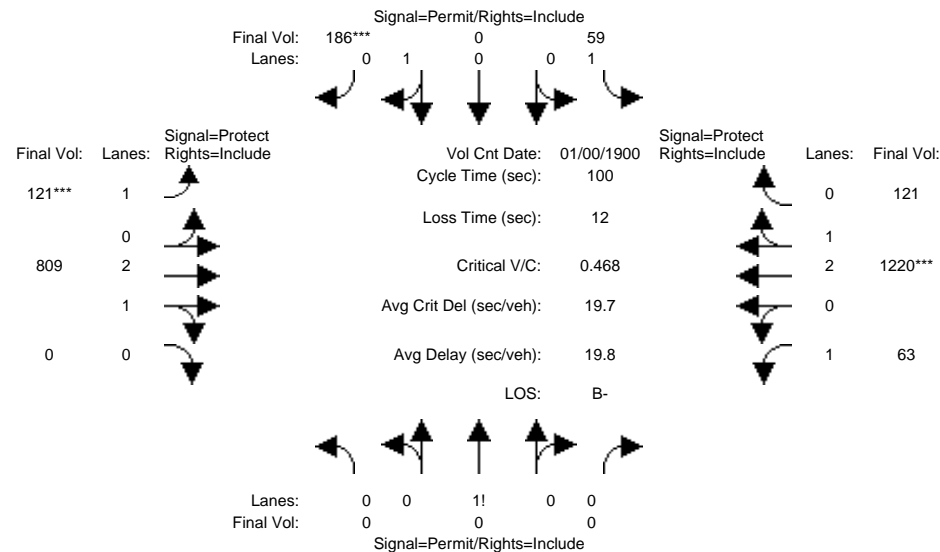 Signal=Permit/Rights=Include
Final Vol: 186*** 0 59
Lanes: 0 1 0 0 1
Signal=Protect Signal=Protect
Final Vol: Lanes: Rights=Include Vol Cnt Date: 01/00/1900 Rights=Include Lanes: Final Vol:
Cycle Time (sec): 100
121*** 1 0 121
Loss Time (sec): 12
0 1
809 2 Critical V/C: 0.468 2 1220***
1 Avg Crit Del (sec/veh): 19.7 0
0 0 Avg Delay (sec/veh): 19.8 1 63
LOS: B-
Lanes: 0 0 1! 0 0
Final Vol: 0 0 0
Signal=Permit/Rights=Include